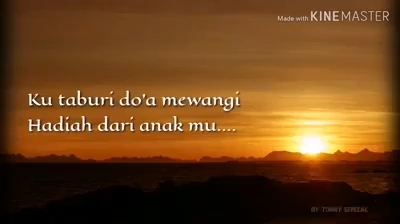 Made with KINEMASTER
Ku taburi do'a mewangi
Hadiah dari anak mu....